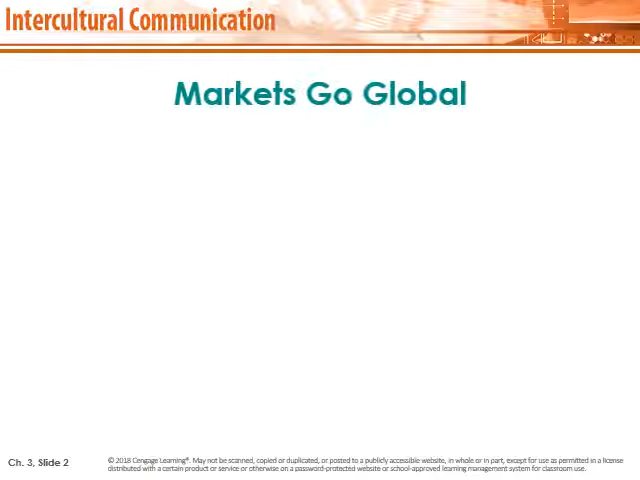 Intercultural Communication
Markets Go Global
Ch. 3, Slide 2
© 2018 Cengage Learning®. May not be scanned, copied or duplicated, or posted to a publicly accessible website, in whole or in part, except for use as permitted in a license
distributed with a certain product or service or otherwise on a password-protected website or school-approved learning management system for classroom use.